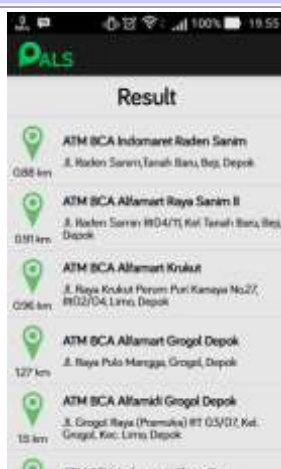 100% 19:55
PALS
Result
ATM BCA Indomaret Raden Sanim
Jl. Raden Sanim,Tanah Baru, Beji, Depok
0.88 km
ATM BCA Alfamart Raya Sanim II
Jl. Raden Sanim Rt04/11, Kel Tanah Baru, Beji,
Depok
0.91 km
ATM BCA Alfamart Krukut
Jl. Raya Krukut Perum Puri Kanaya No.27,
Rt02/04, Limo, Depok
0.96 km
ATM BCA Alfamart Grogol Depok
Jl. Raya Pulo Mangga, Grogol, Depok
1.27 km
ATM BCA Alfamidi Grogol Depok
Jl. Grogol Raya (Pramuka) RT 03/07, Kel.
Grogol, Kec. Limo, Depok
1.5 km